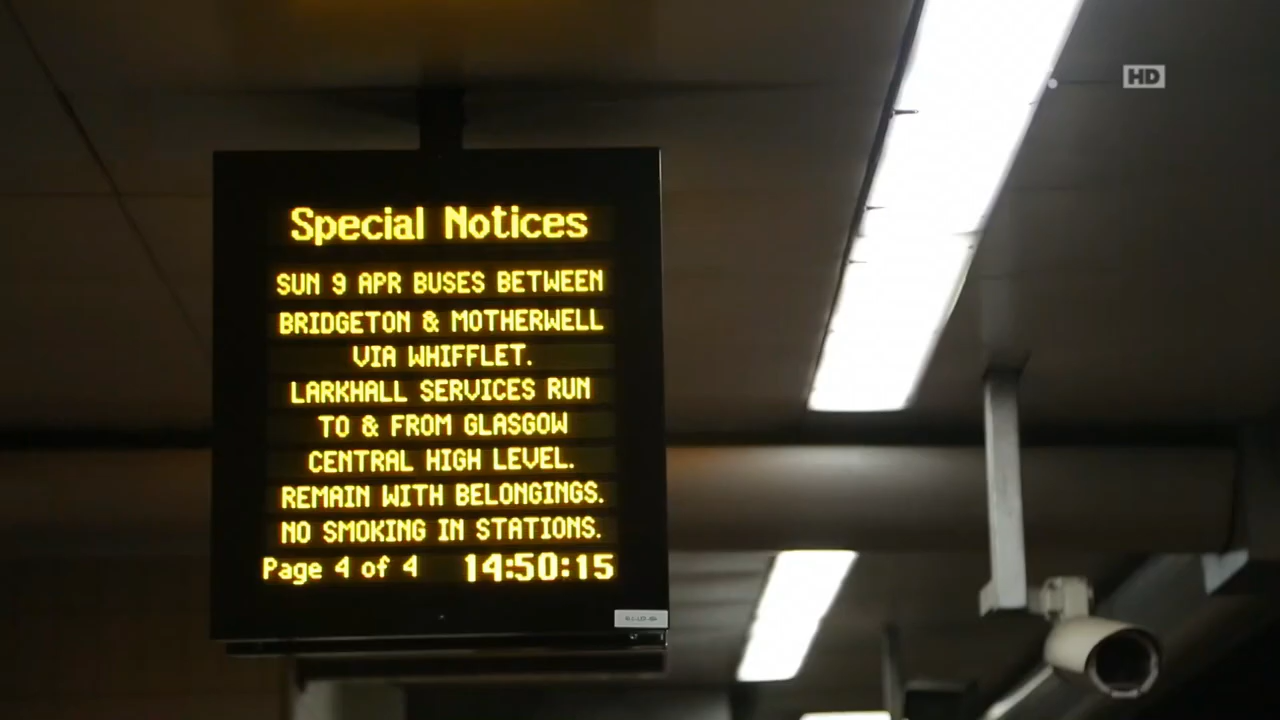 HD
Special Notices
SUN 9 APR BUSES BETWEEN
BRIDGETON & MOTHERWELL
VIA WHIFFLET.
LARKHALL SERVICES RUN
TO & FROM GLASGOW
CENTRAL HIGH LEVEL.
REMAIN WITH BELONGINGS.
NO SMOKING IN STATIONS.
Page 4 of 4 14:50:15